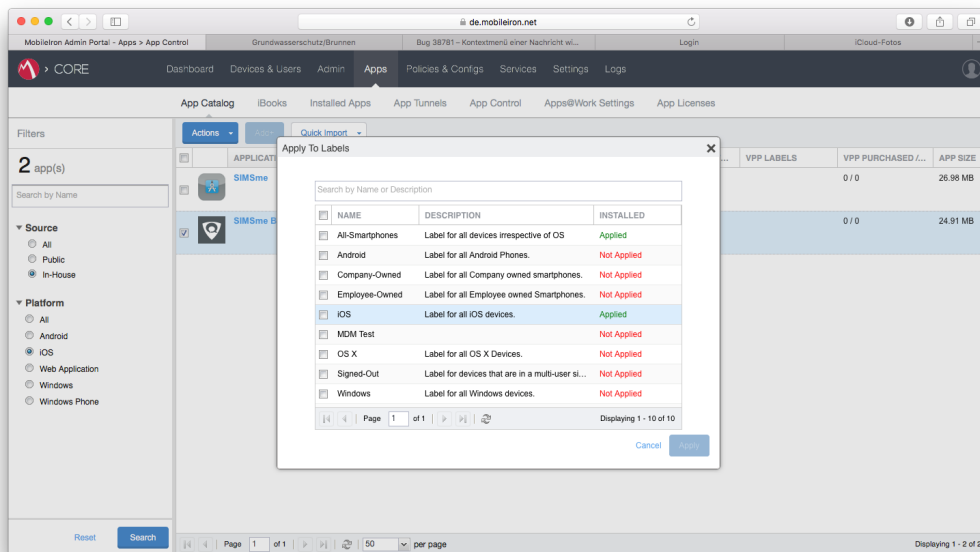 de.mobileiron.net
MobileIron Admin Portal - Apps > App Control
Grundwasserschutz/Brunnen
Bug 38781 – Kontextmenü einer Nachricht wi...
Login
iCloud-Fotos
> CORE
Dashboard
Devices & Users
Admin
Apps
Policies & Configs
Services
Settings
Logs
App Catalog
iBooks
Installed Apps
App Tunnels
App Control
Apps@Work Settings
App Licenses
Filters
2 app(s)
Search by Name
Source
All
Public
In-House
Platform
All
Android
iOS
Web Application
Windows
Windows Phone
Reset
Search
Actions
Add+
Quick Import
APPLICATI
...
VPP LABELS
VPP PURCHASED /...
APP SIZE
SIMSme
0 / 0
26.98 MB
SIMSme B
0 / 0
24.91 MB
Apply To Labels
Search by Name or Description
NAME DESCRIPTION INSTALLED
All-Smartphones Label for all devices irrespective of OS Applied
Android Label for all Android Phones. Not Applied
Company-Owned Label for all Company owned smartphones. Not Applied
Employee-Owned Label for all Employee owned Smartphones. Not Applied
iOS Label for all iOS devices. Applied
MDM Test Not Applied
OS X Label for all OS X Devices. Not Applied
Signed-Out Label for devices that are in a multi-user si... Not Applied
Windows Label for all Windows devices. Not Applied
Page 1 of 1
Displaying 1 - 10 of 10
Cancel
Apply
Page 1 of 1
50 per page
Displaying 1 - 2 of 2